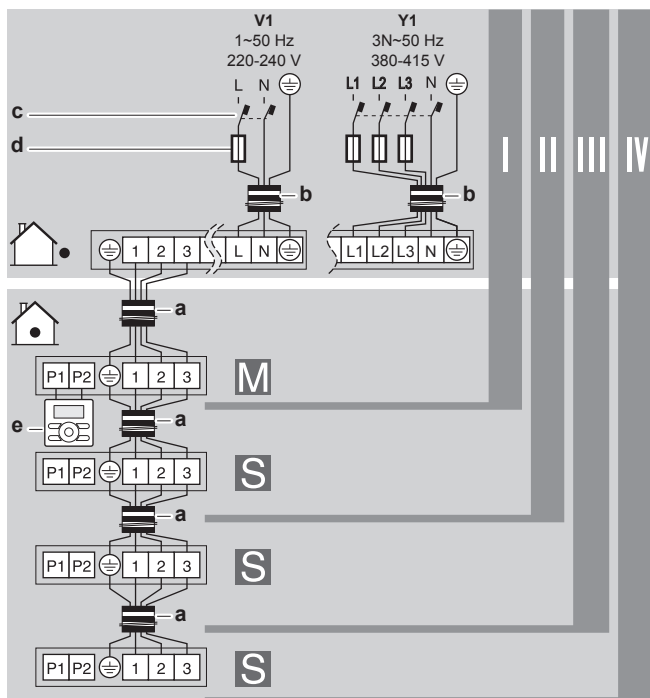 V1 Y1
1~50 Hz 3N~50 Hz
220-240 V 380-415 V
L N L1 L2 L3 N
c
d
I II III IV
b b
1 2 3 L N L1 L2 L3 N
a
P1 P2 1 2 3 M
e a
P1 P2 1 2 3 S
a
P1 P2 1 2 3 S
a
P1 P2 1 2 3 S